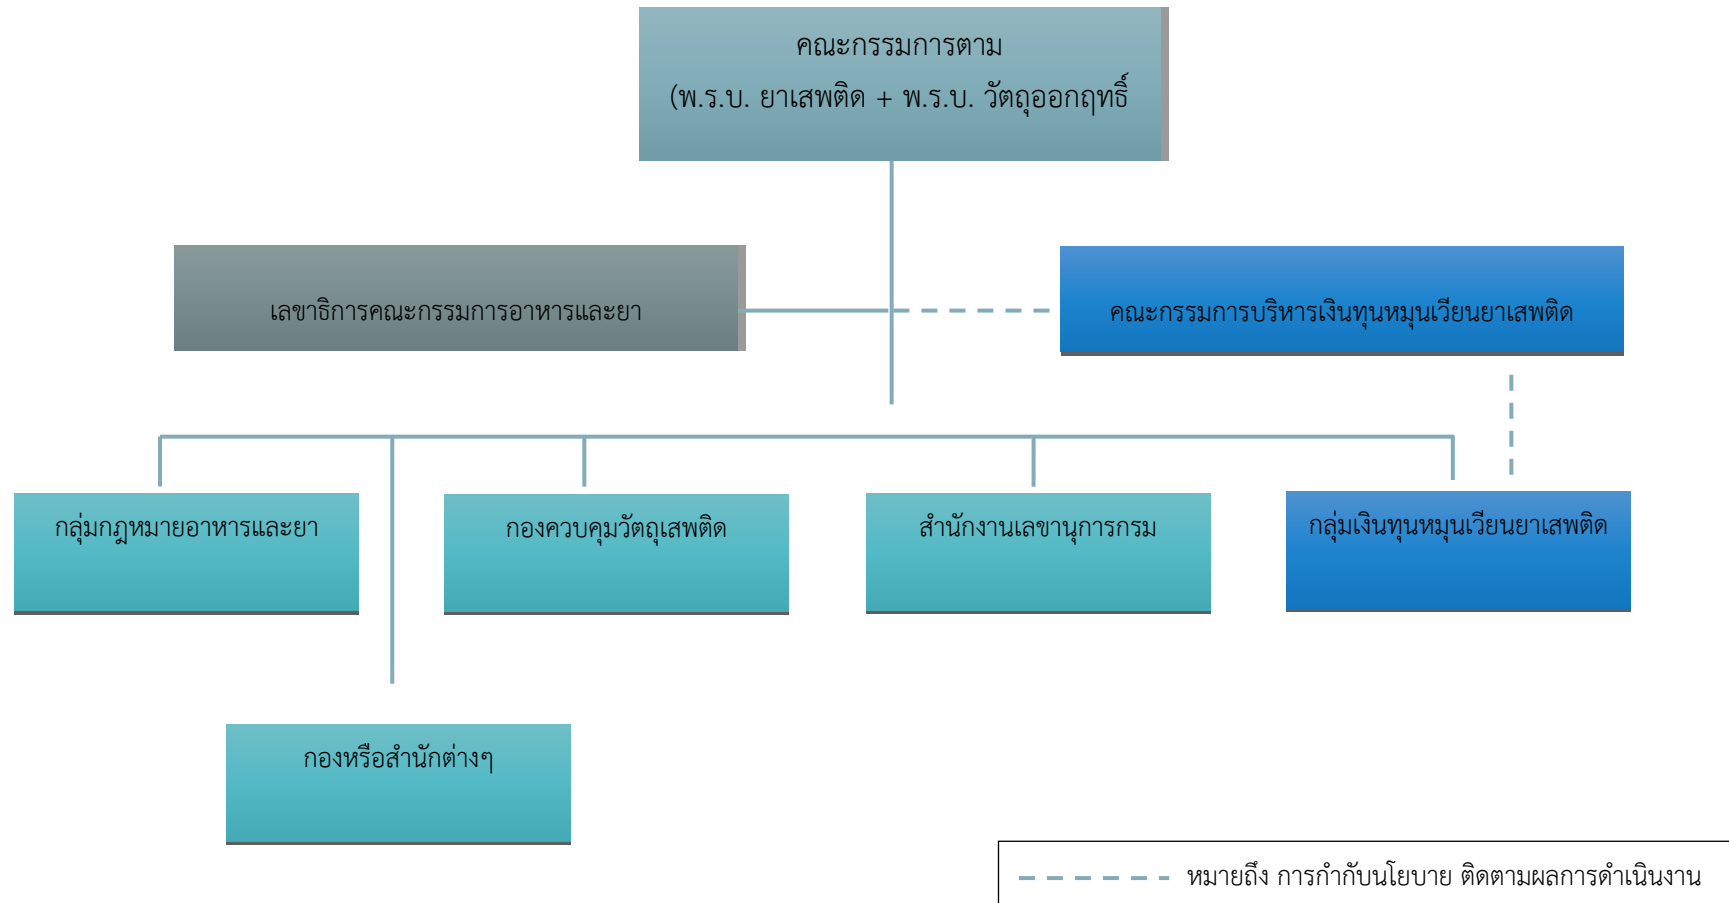 คณะกรรมการตาม
(พ.ร.บ. ยาเสพติด + พ.ร.บ. วัตถุออกฤทธิ์
เลขาธิการคณะกรรมการอาหารและยา
คณะกรรมการบริหารเงินทุนหมุนเวียนยาเสพติด
กลุ่มกฎหมายอาหารและยา
กองควบคุมวัตถุเสพติด
สำนักงานเลขานุการกรม
กลุ่มเงินทุนหมุนเวียนยาเสพติด
กองหรือสำนักต่างๆ
หมายถึง การกำกับนโยบาย ติดตามผลการดำเนินงาน